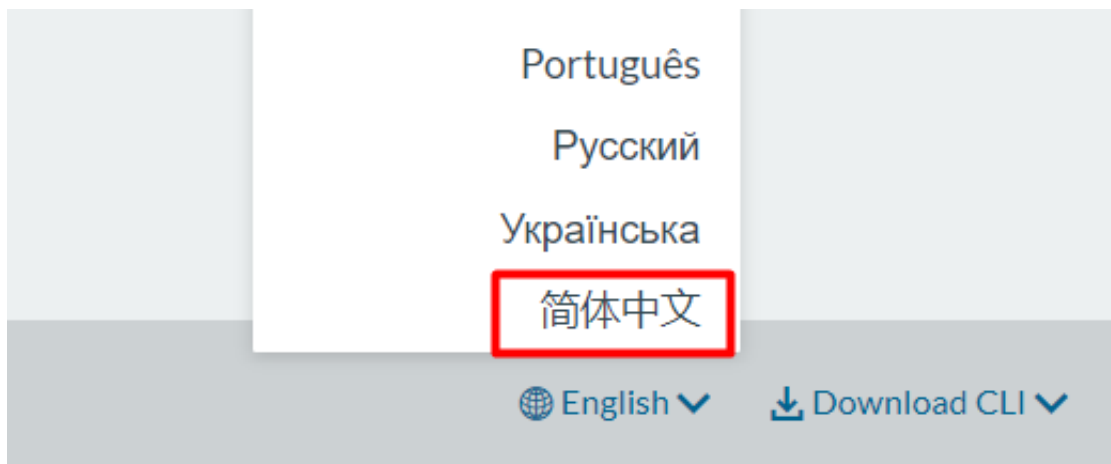 Português
Русский
Українська
简体中文
English Download CLI